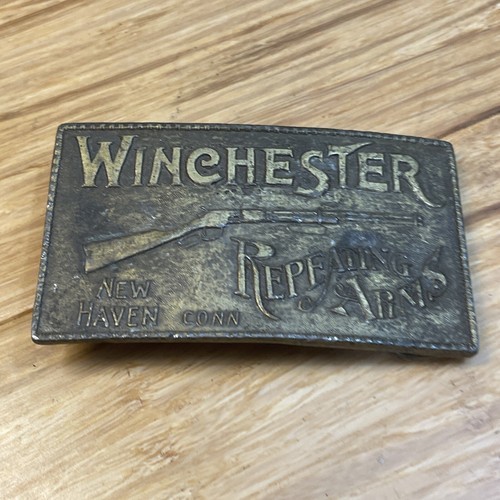 WINCHESTER
REPEATING
ARMS
NEW
HAVEN CONN